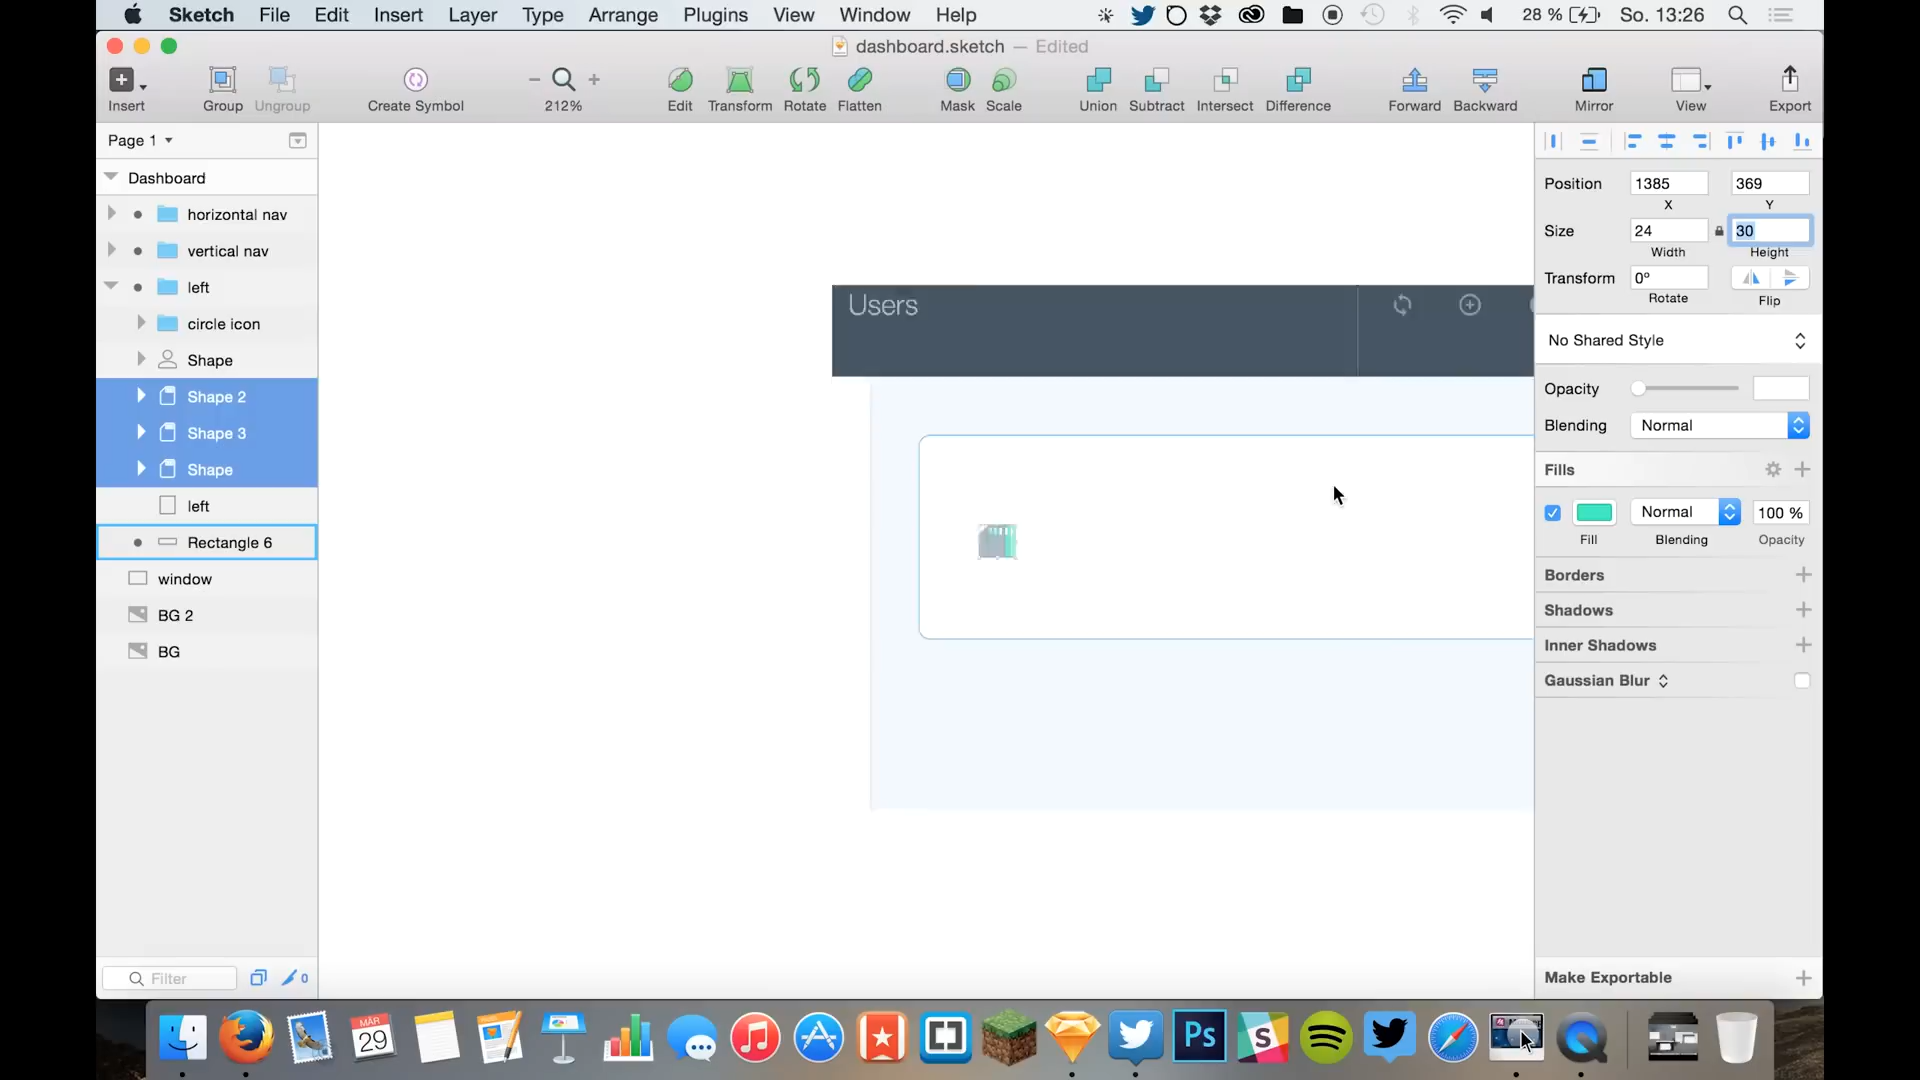 Sketch File Edit Insert Layer Type Arrange Plugins View Window Help 28 % So. 13:26
dashboard.sketch — Edited
Insert Group Ungroup Create Symbol 212% Edit Transform Rotate Flatten Mask Scale Union Subtract Intersect Difference Forward Backward Mirror View Export
Page 1
Dashboard
horizontal nav
vertical nav
left
circle icon
Shape
Shape 2
Shape 3
Shape
left
Rectangle 6
window
BG 2
BG
Filter 0
Users
Position 1385 369
X Y
Size 24 30
Width Height
Transform 0°
Rotate Flip
No Shared Style
Opacity
Blending Normal
Fills
Normal 100 %
Fill Blending Opacity
Borders
Shadows
Inner Shadows
Gaussian Blur
Make Exportable
MÄR
29
Ps